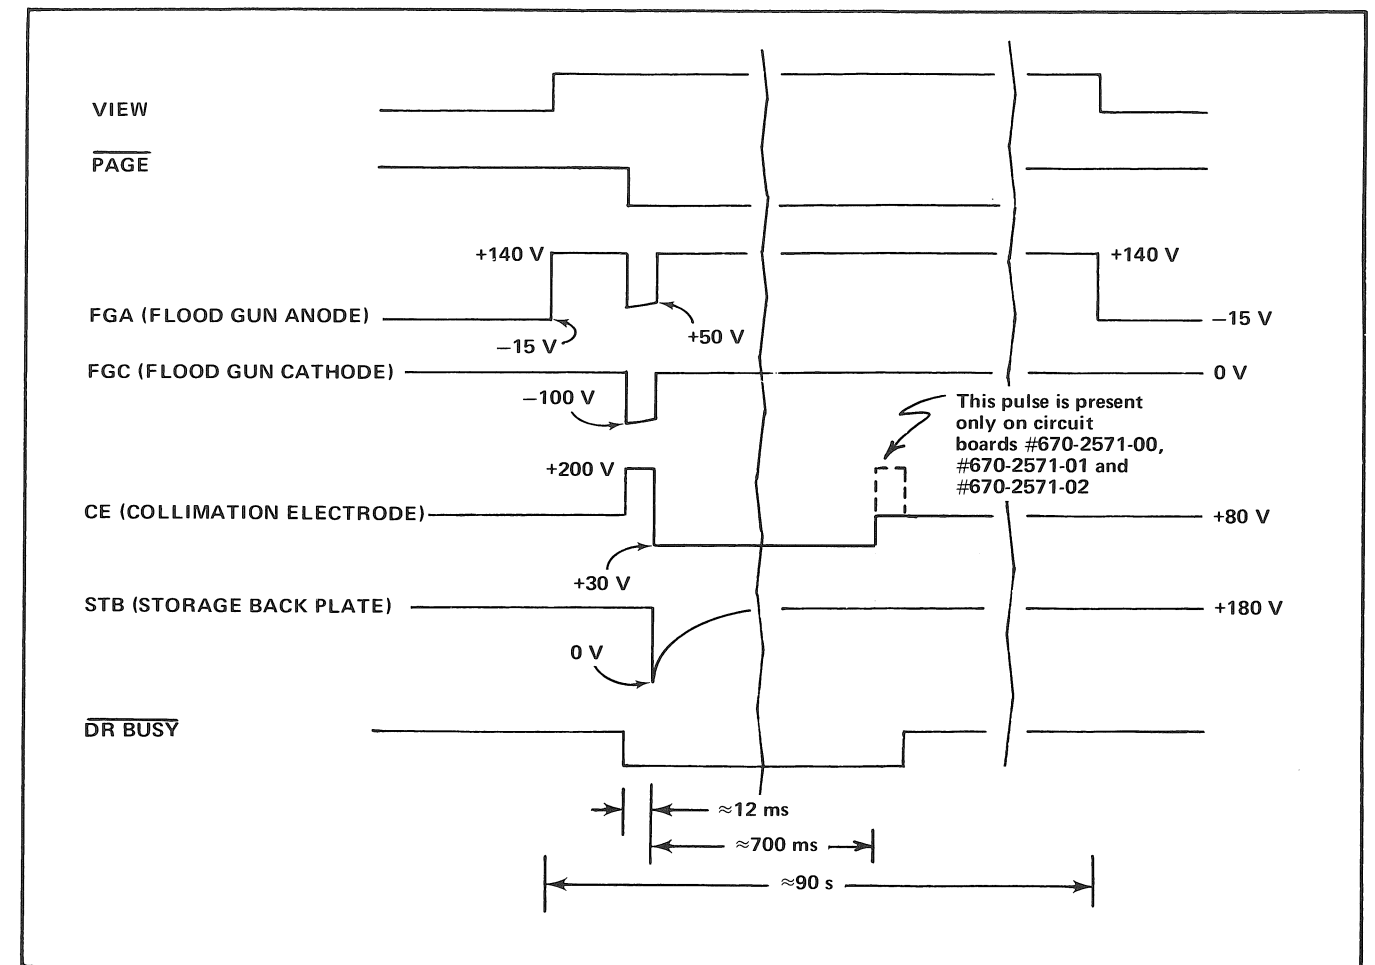 VIEW
PAGE
+140 V
+140 V
FGA (FLOOD GUN ANODE)
−15 V
+50 V
−15 V
FGC (FLOOD GUN CATHODE)
0 V
−100 V
This pulse is present
only on circuit
boards #670-2571-00,
#670-2571-01 and
#670-2571-02
+200 V
CE (COLLIMATION ELECTRODE)
+80 V
+30 V
STB (STORAGE BACK PLATE)
+180 V
0 V
DR BUSY
≈12 ms
≈700 ms
≈90 s